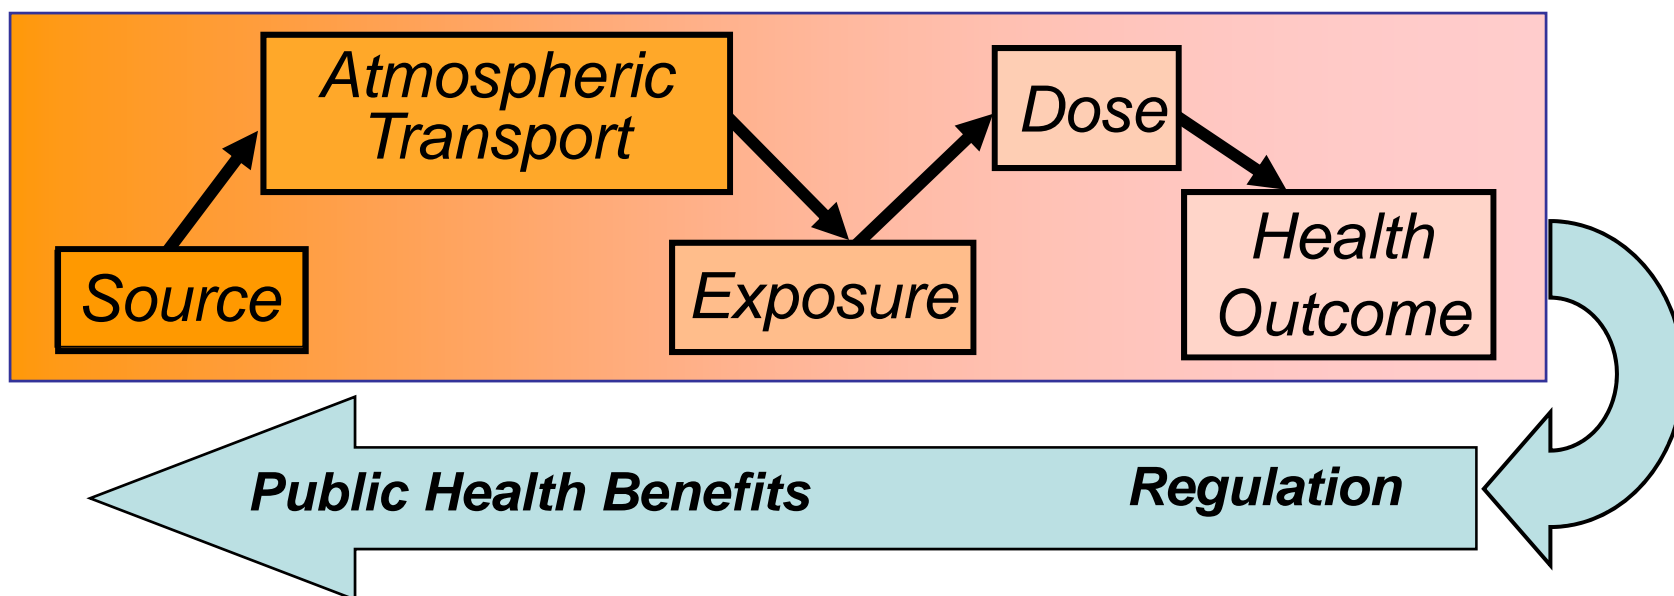 Atmospheric
Transport
Source
Exposure
Dose
Health
Outcome
Public Health Benefits
Regulation